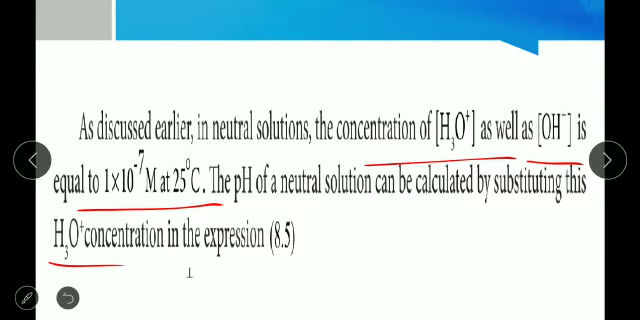 As discussed earlier, in neutral solutions, the concentration of [H₃O⁺] as well as [OH⁻] is
equal to 1×10⁻⁷M at 25⁰C. The pH of a neutral solution can be calculated by substituting this
H₃O⁺concentration in the expression (8.5)